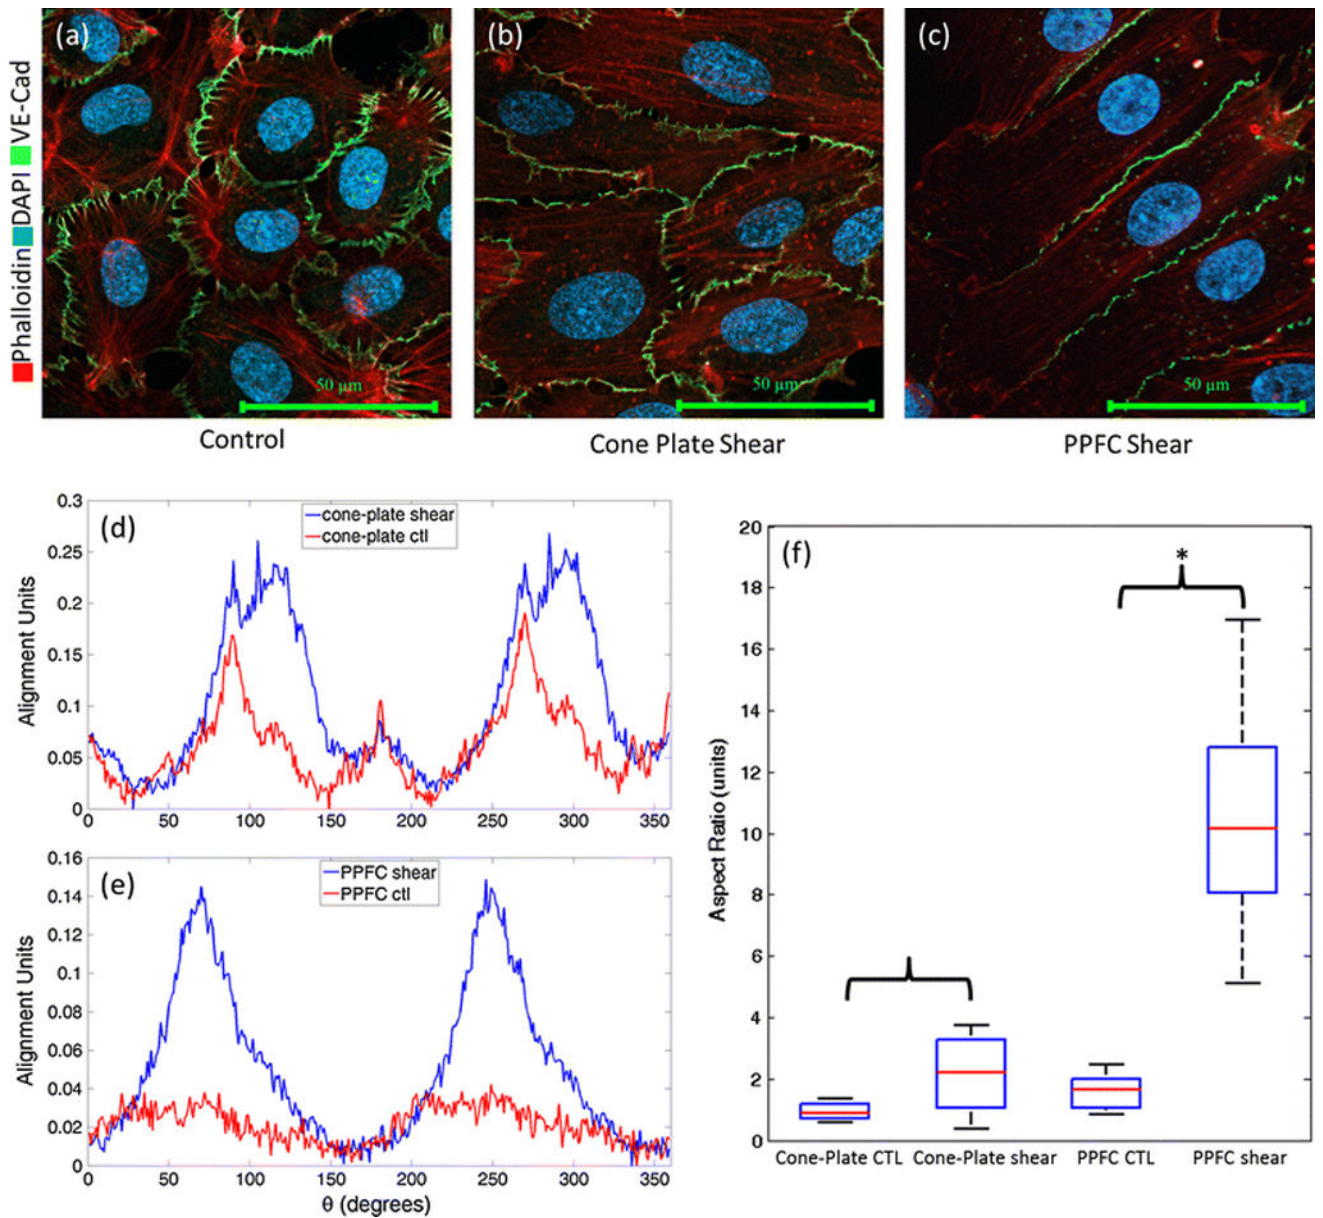 Phalloidin DAPI VE-Cad
(a)
50 µm
Control
(b)
50 µm
Cone Plate Shear
(c)
50 µm
PPFC Shear
(d)
cone-plate shear
cone-plate ctl
Alignment Units
0.3
0.25
0.2
0.15
0.1
0.05
0
0 50 100 150 200 250 300 350
(e)
PPFC shear
PPFC ctl
Alignment Units
0.16
0.14
0.12
0.1
0.08
0.06
0.04
0.02
0
0 50 100 150 200 250 300 350
θ (degrees)
(f)
*
Aspect Ratio (units)
20
18
16
14
12
10
8
6
4
2
0
Cone-Plate CTL Cone-Plate shear PPFC CTL PPFC shear